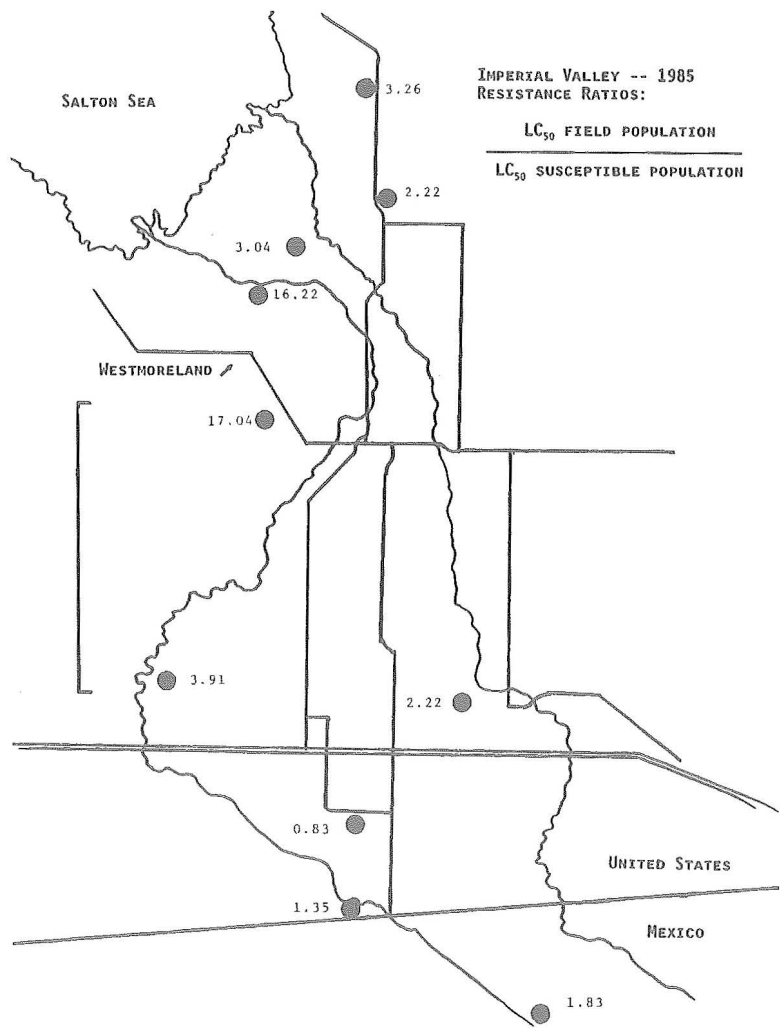 IMPERIAL VALLEY -- 1985
RESISTANCE RATIOS:
LC50 FIELD POPULATION
LC50 SUSCEPTIBLE POPULATION
SALTON SEA
3.26
2.22
3.04
16.22
WESTMORELAND
17.04
3.91
2.22
0.83
UNITED STATES
1.35
MEXICO
1.83